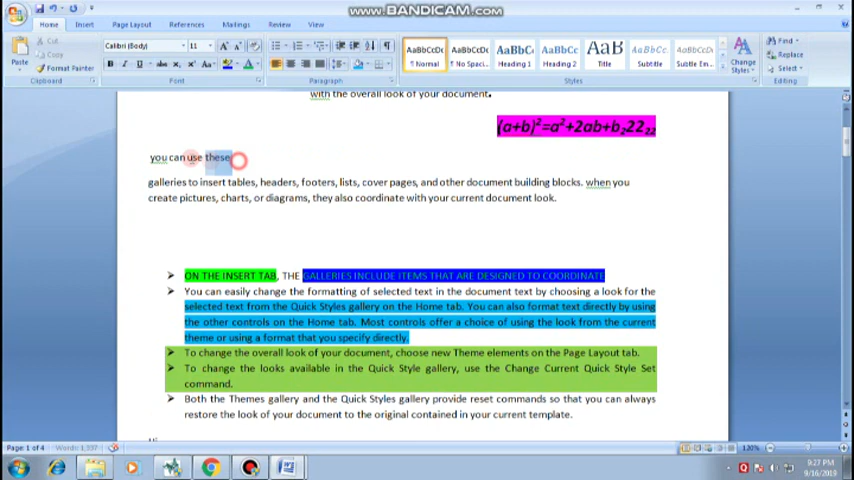 www.BANDICAM.com
Home Insert Page Layout References Mailings Review View
Cut
Copy
Format Painter
Paste
Clipboard
Calibri (Body) 11
Font
Paragraph
AaBbCcDc AaBbCcDc AaBbC AaBbCc AaB AaBbCc. AaBbCcDc
¶ Normal ¶ No Spaci... Heading 1 Heading 2 Title Subtitle Subtle Em...
Styles
Change
Styles
Find
Replace
Select
Editing
with the overall look of your document.
(a+b)²=a²+2ab+b₂22₂₂
you can use these
galleries to insert tables, headers, footers, lists, cover pages, and other document building blocks. when you
create pictures, charts, or diagrams, they also coordinate with your current document look.
ON THE INSERT TAB, THE GALLERIES INCLUDE ITEMS THAT ARE DESIGNED TO COORDINATE
You can easily change the formatting of selected text in the document text by choosing a look for the
selected text from the Quick Styles gallery on the Home tab. You can also format text directly by using
the other controls on the Home tab. Most controls offer a choice of using the look from the current
theme or using a format that you specify directly.
To change the overall look of your document, choose new Theme elements on the Page Layout tab.
To change the looks available in the Quick Style gallery, use the Change Current Quick Style Set
command.
Both the Themes gallery and the Quick Styles gallery provide reset commands so that you can always
restore the look of your document to the original contained in your current template.
Page: 1 of 4 Words: 1,337 120%
9:27 PM
9/16/2019